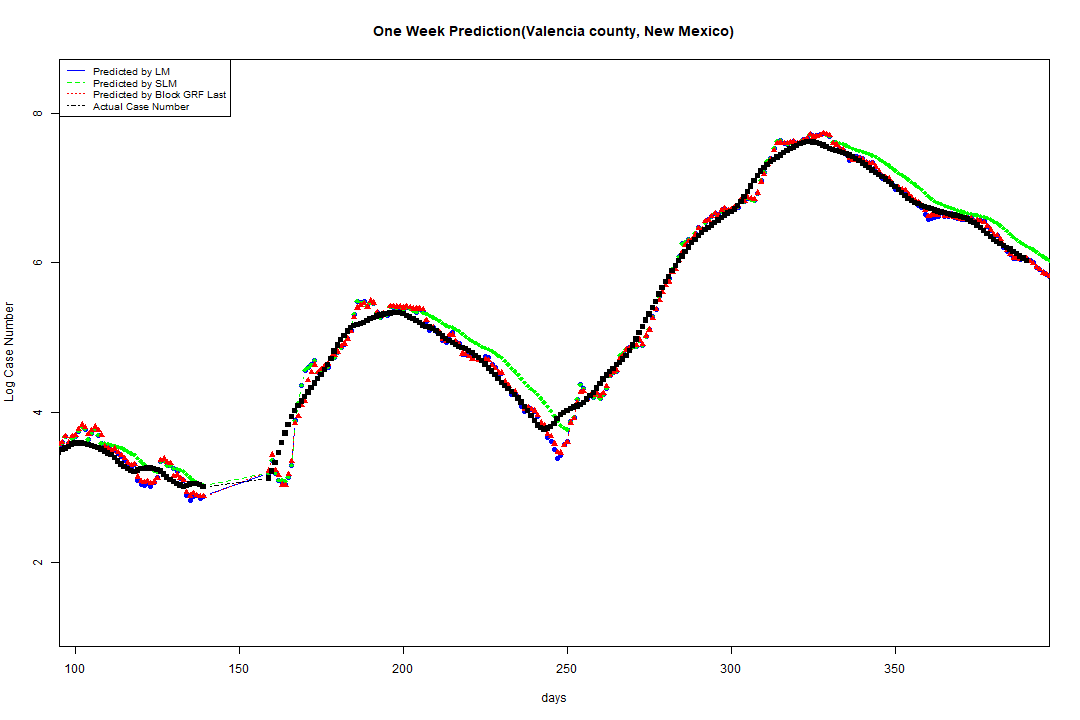 One Week Prediction(Valencia county, New Mexico)
Predicted by LM
Predicted by SLM
Predicted by Block GRF Last
Actual Case Number
8
6
4
2
Log Case Number
100 150 200 250 300 350
days